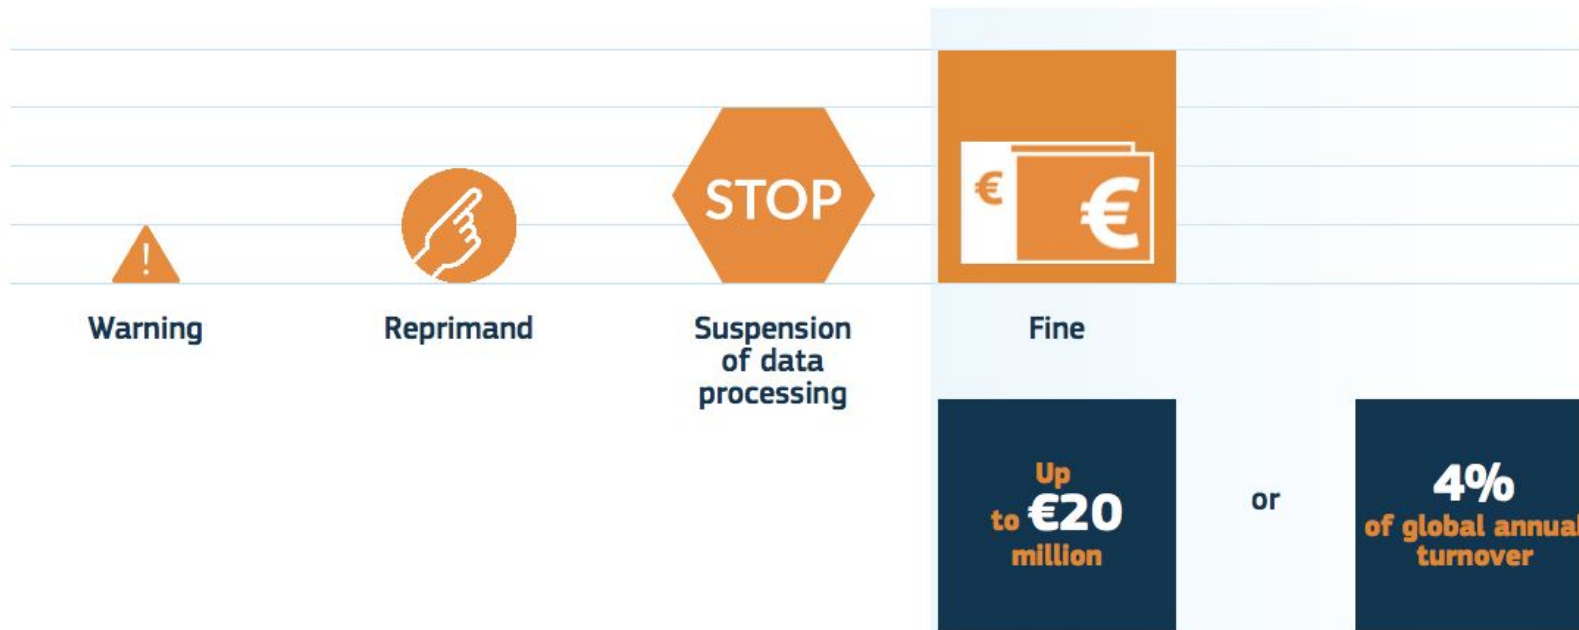 !
STOP
€ €
Warning
Reprimand
Suspension
of data
processing
Fine
Up
to €20
million
or
4%
of global annual
turnover